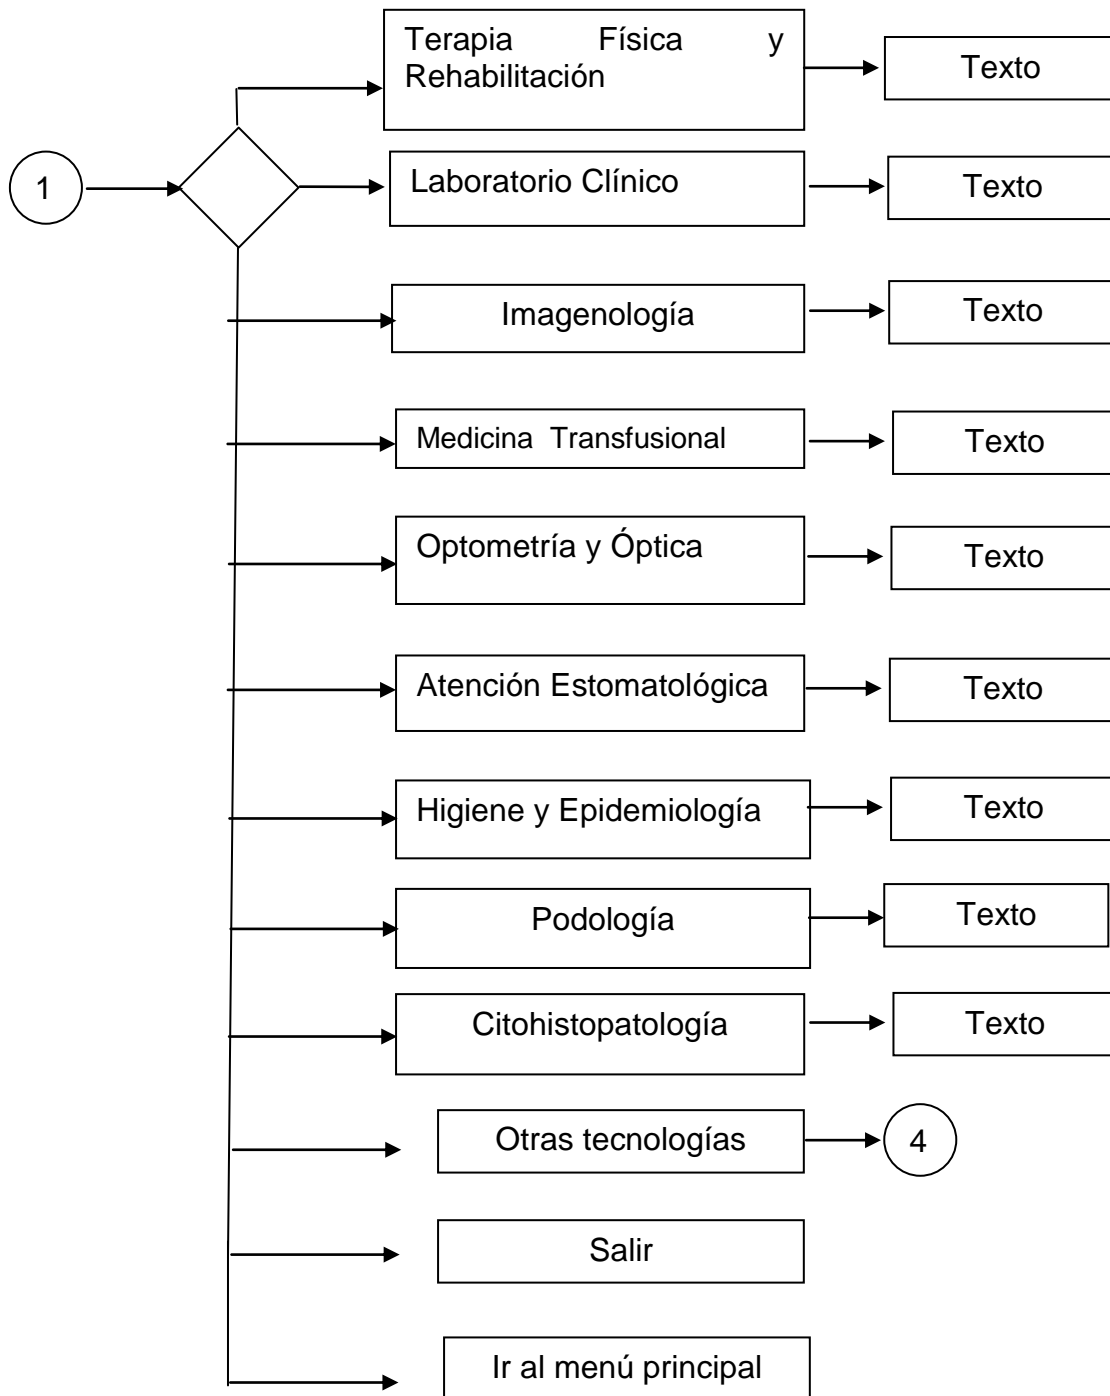 Terapia Física y
Rehabilitación
Texto
1
Laboratorio Clínico
Texto
Imagenología
Texto
Medicina Transfusional
Texto
Optometría y Óptica
Texto
Atención Estomatológica
Texto
Higiene y Epidemiología
Texto
Podología
Texto
Citohistopatología
Texto
Otras tecnologías
4
Salir
Ir al menú principal